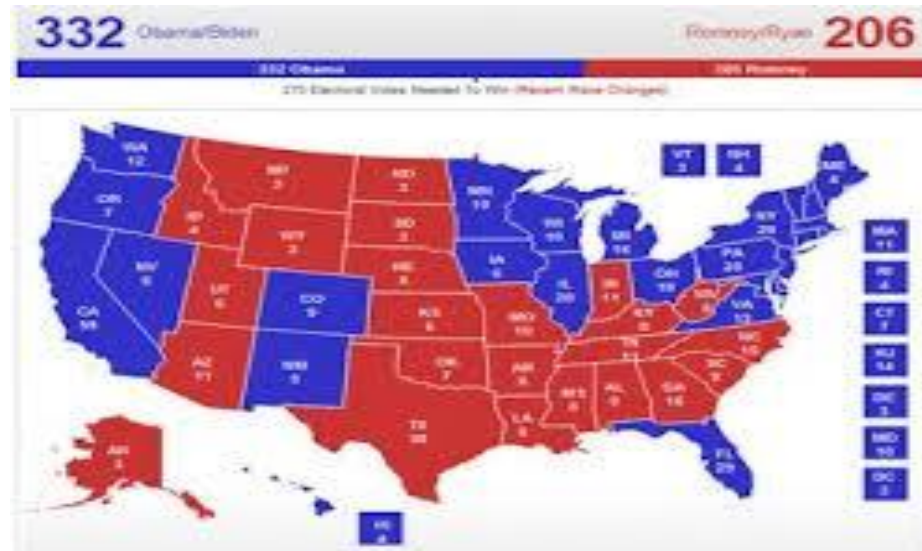 332 Obama/Biden
Romney/Ryan 206
332 Obama
206 Romney
270 Electoral Votes Needed To Win (Recent Race Changes)
WA
12
OR
7
CA
55
NV
6
ID
4
MT
3
WY
3
UT
6
CO
9
AZ
11
NM
5
ND
3
SD
3
NE
5
KS
6
OK
7
TX
38
MN
10
IA
6
MO
10
AR
6
LA
8
WI
10
IL
20
MI
16
IN
11
OH
18
KY
8
TN
11
MS
6
AL
9
GA
16
FL
29
SC
9
NC
15
VA
13
WV
5
PA
20
NY
29
ME
4
VT
3
NH
4
MA
11
RI
4
CT
7
NJ
14
DE
3
MD
10
DC
3
AK
3
HI
4